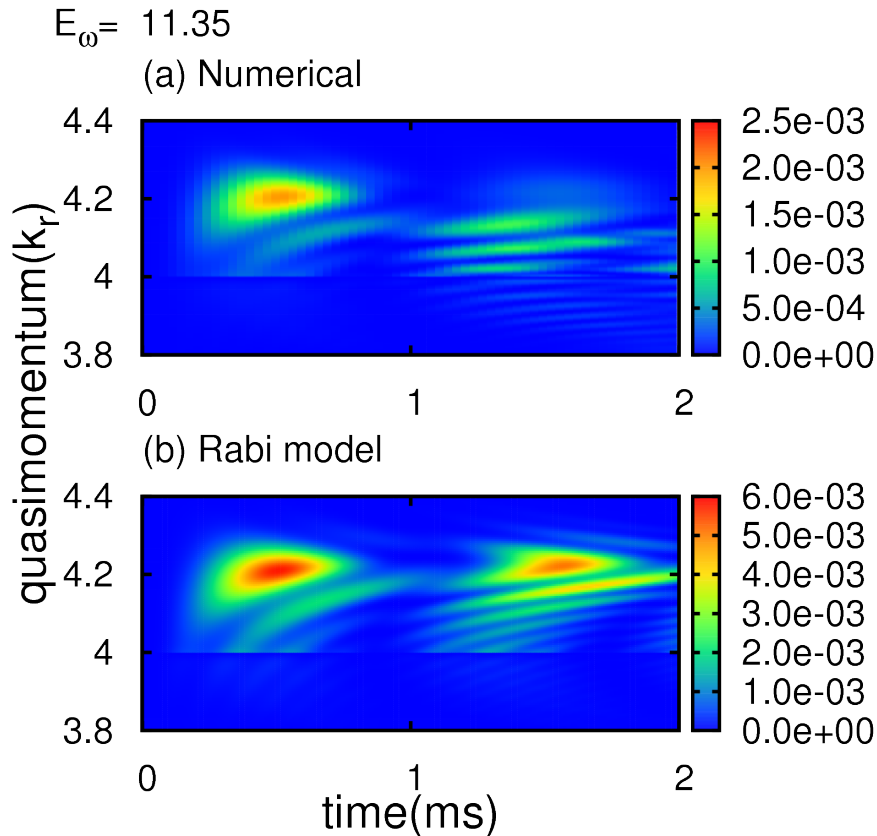 E_ω= 11.35
(a) Numerical
4.4
4.2
4
3.8
0 1 2
2.5e-03
2.0e-03
1.5e-03
1.0e-03
5.0e-04
0.0e+00
quasimomentum(k_r)
(b) Rabi model
4.4
4.2
4
3.8
0 1 2
6.0e-03
5.0e-03
4.0e-03
3.0e-03
2.0e-03
1.0e-03
0.0e+00
time(ms)